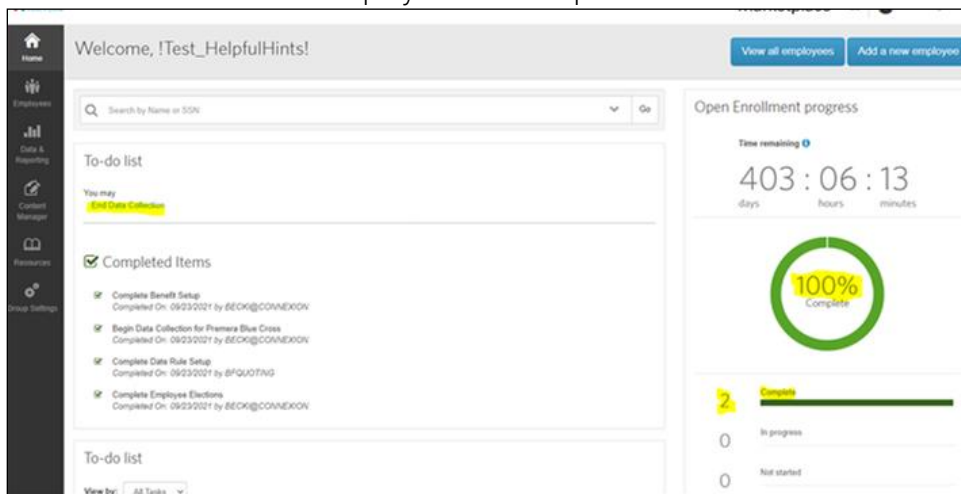 Home
Employees
Data &
Reporting
Content
Manager
Resources
Group Settings
Welcome, !Test_HelpfulHints!
View all employees
Add a new employee
Search by Name or SSN
Go
To-do list
You may
End Data Collection
Completed Items
Complete Benefit Setup
Completed On: 09/23/2021 by BECKI@CONNEXION
Begin Data Collection for Premera Blue Cross
Completed On: 09/23/2021 by BECKI@CONNEXION
Complete Date Rule Setup
Completed On: 09/23/2021 by BFQUOTING
Complete Employee Elections
Completed On: 09/23/2021 by BECKI@CONNEXION
To-do list
View by: All Tasks
Open Enrollment progress
Time remaining
403 : 06 : 13
days hours minutes
100%
Complete
2 Complete
0 In progress
0 Not started